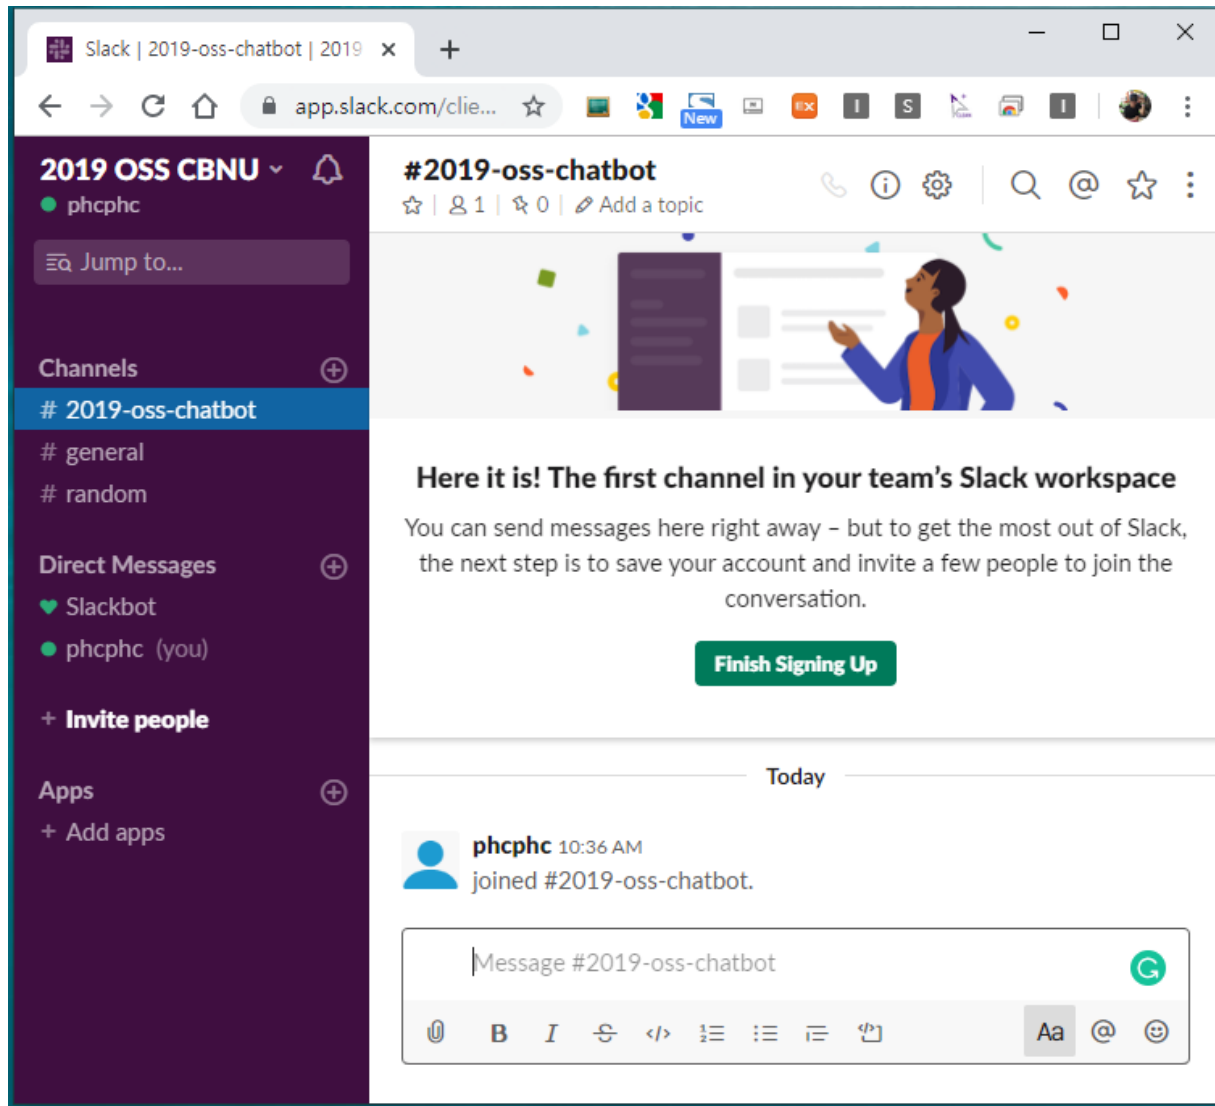 Slack | 2019-oss-chatbot | 2019
app.slack.com/clie...
New
EX
I
S
I
2019 OSS CBNU
phcphc
Jump to...
Channels
# 2019-oss-chatbot
# general
# random
Direct Messages
Slackbot
phcphc (you)
+ Invite people
Apps
+ Add apps
#2019-oss-chatbot
1 | 0 | Add a topic
Here it is! The first channel in your team’s Slack workspace
You can send messages here right away – but to get the most out of Slack,
the next step is to save your account and invite a few people to join the
conversation.
Finish Signing Up
Today
phcphc 10:36 AM
joined #2019-oss-chatbot.
Message #2019-oss-chatbot
B I S </> Aa @